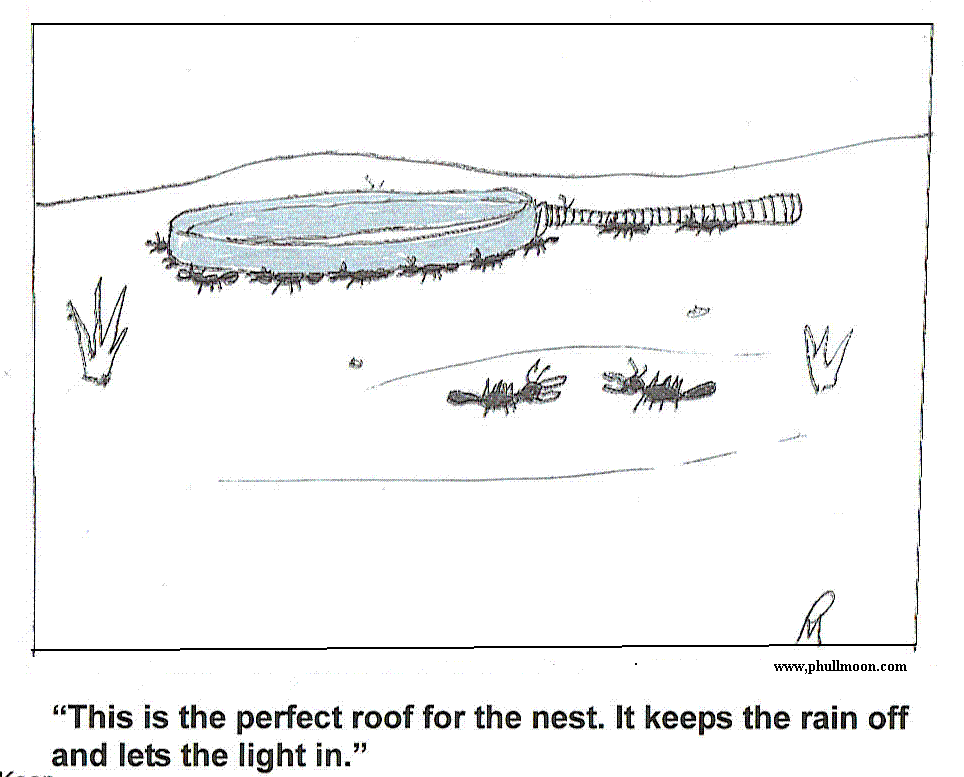 www.phullmoon.com
“This is the perfect roof for the nest. It keeps the rain off
and lets the light in.”